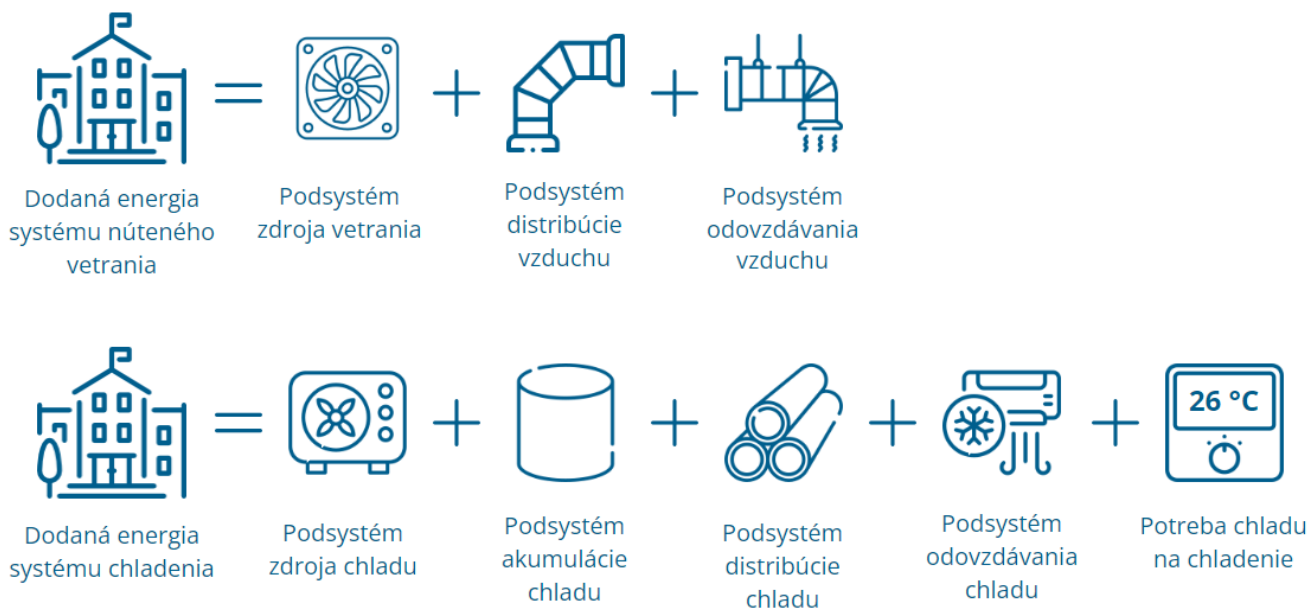 Dodaná energia
systému núteného
vetrania
Podsystém
zdroja vetrania
Podsystém
distribúcie
vzduchu
Podsystém
odovzdávania
vzduchu
26 °C
Dodaná energia
systému chladenia
Podsystém
zdroja chladu
Podsystém
akumulácie
chladu
Podsystém
distribúcie
chladu
Podsystém
odovzdávania
chladu
Potreba chladu
na chladenie